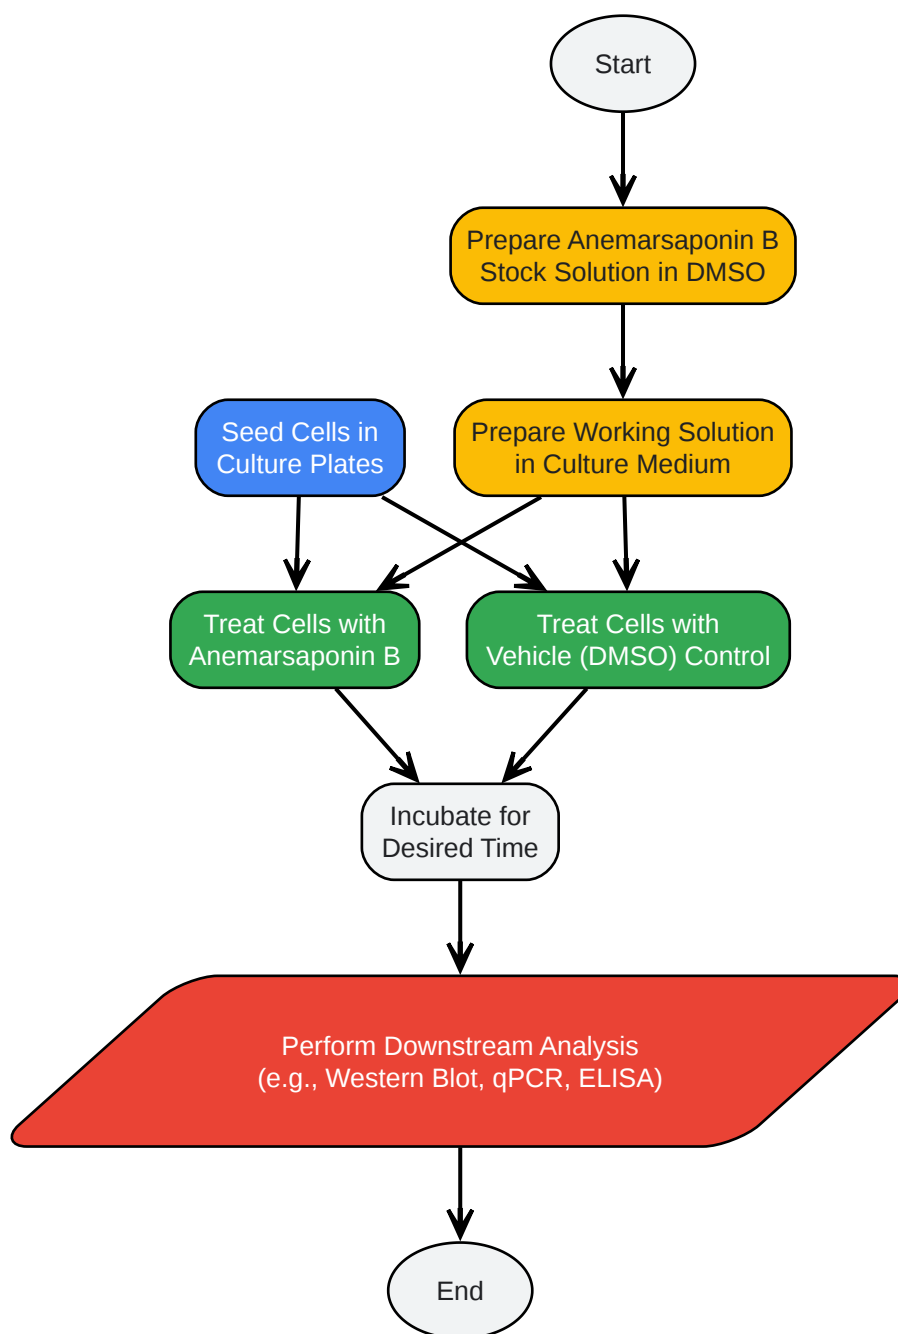 Start
Prepare Anemarsaponin B
Stock Solution in DMSO
Seed Cells in
Culture Plates
Prepare Working Solution
in Culture Medium
Treat Cells with
Anemarsaponin B
Treat Cells with
Vehicle (DMSO) Control
Incubate for
Desired Time
Perform Downstream Analysis
(e.g., Western Blot, qPCR, ELISA)
End